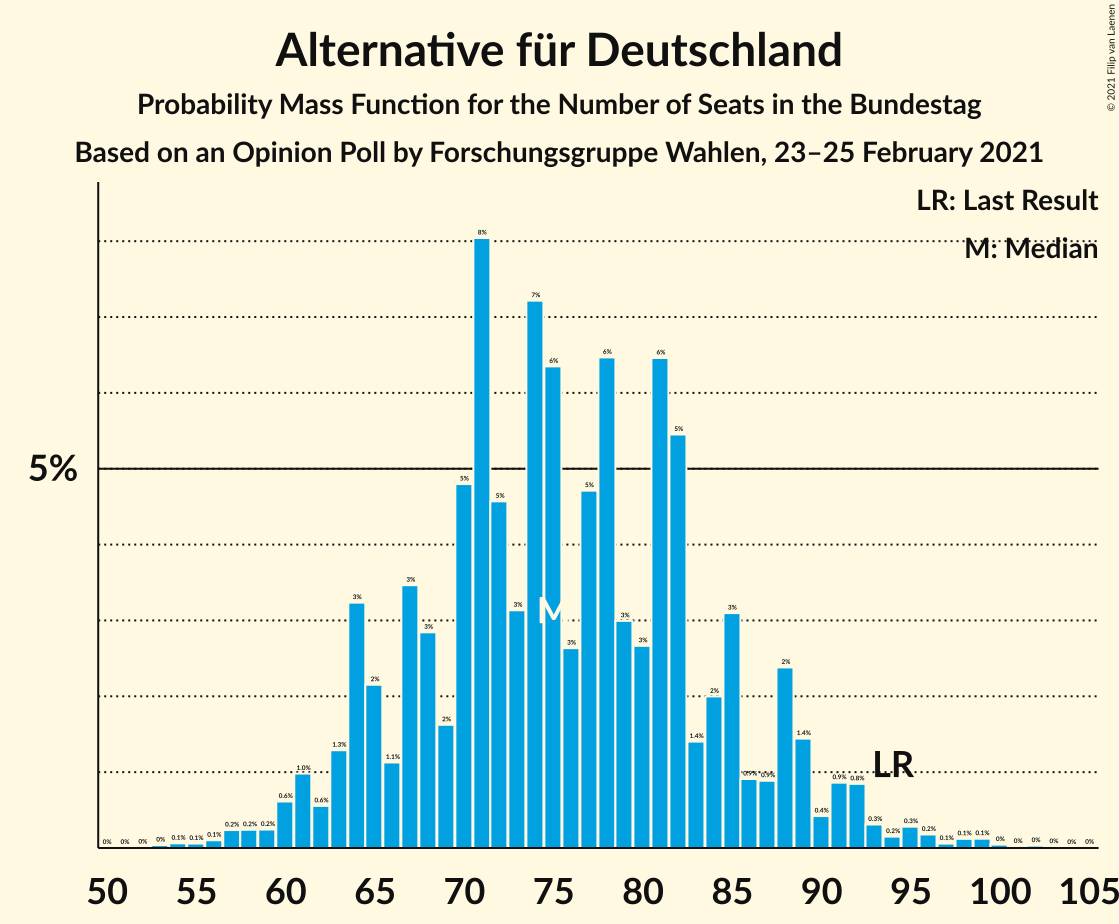 Alternative für Deutschland
Probability Mass Function for the Number of Seats in the Bundestag
Based on an Opinion Poll by Forschungsgruppe Wahlen, 23–25 February 2021
© 2021 Filip van Laenen
LR: Last Result
M: Median
5%
0% 0% 0% 0% 0.1% 0.1% 0.1% 0.2% 0.2% 0.2% 0.6% 1.0% 0.6% 1.3% 3% 2% 1.1% 3% 3% 2% 5% 8% 5% 3% 7% 6% 3% 5% 6% 3% 3% 6% 5% 1.4% 2% 3% 0.9% 0.9% 2% 1.4% 0.4% 0.9% 0.8% 0.3% 0.2% 0.3% 0.2% 0.1% 0.1% 0.1% 0% 0% 0% 0% 0% 0%
M
LR
50 55 60 65 70 75 80 85 90 95 100 105